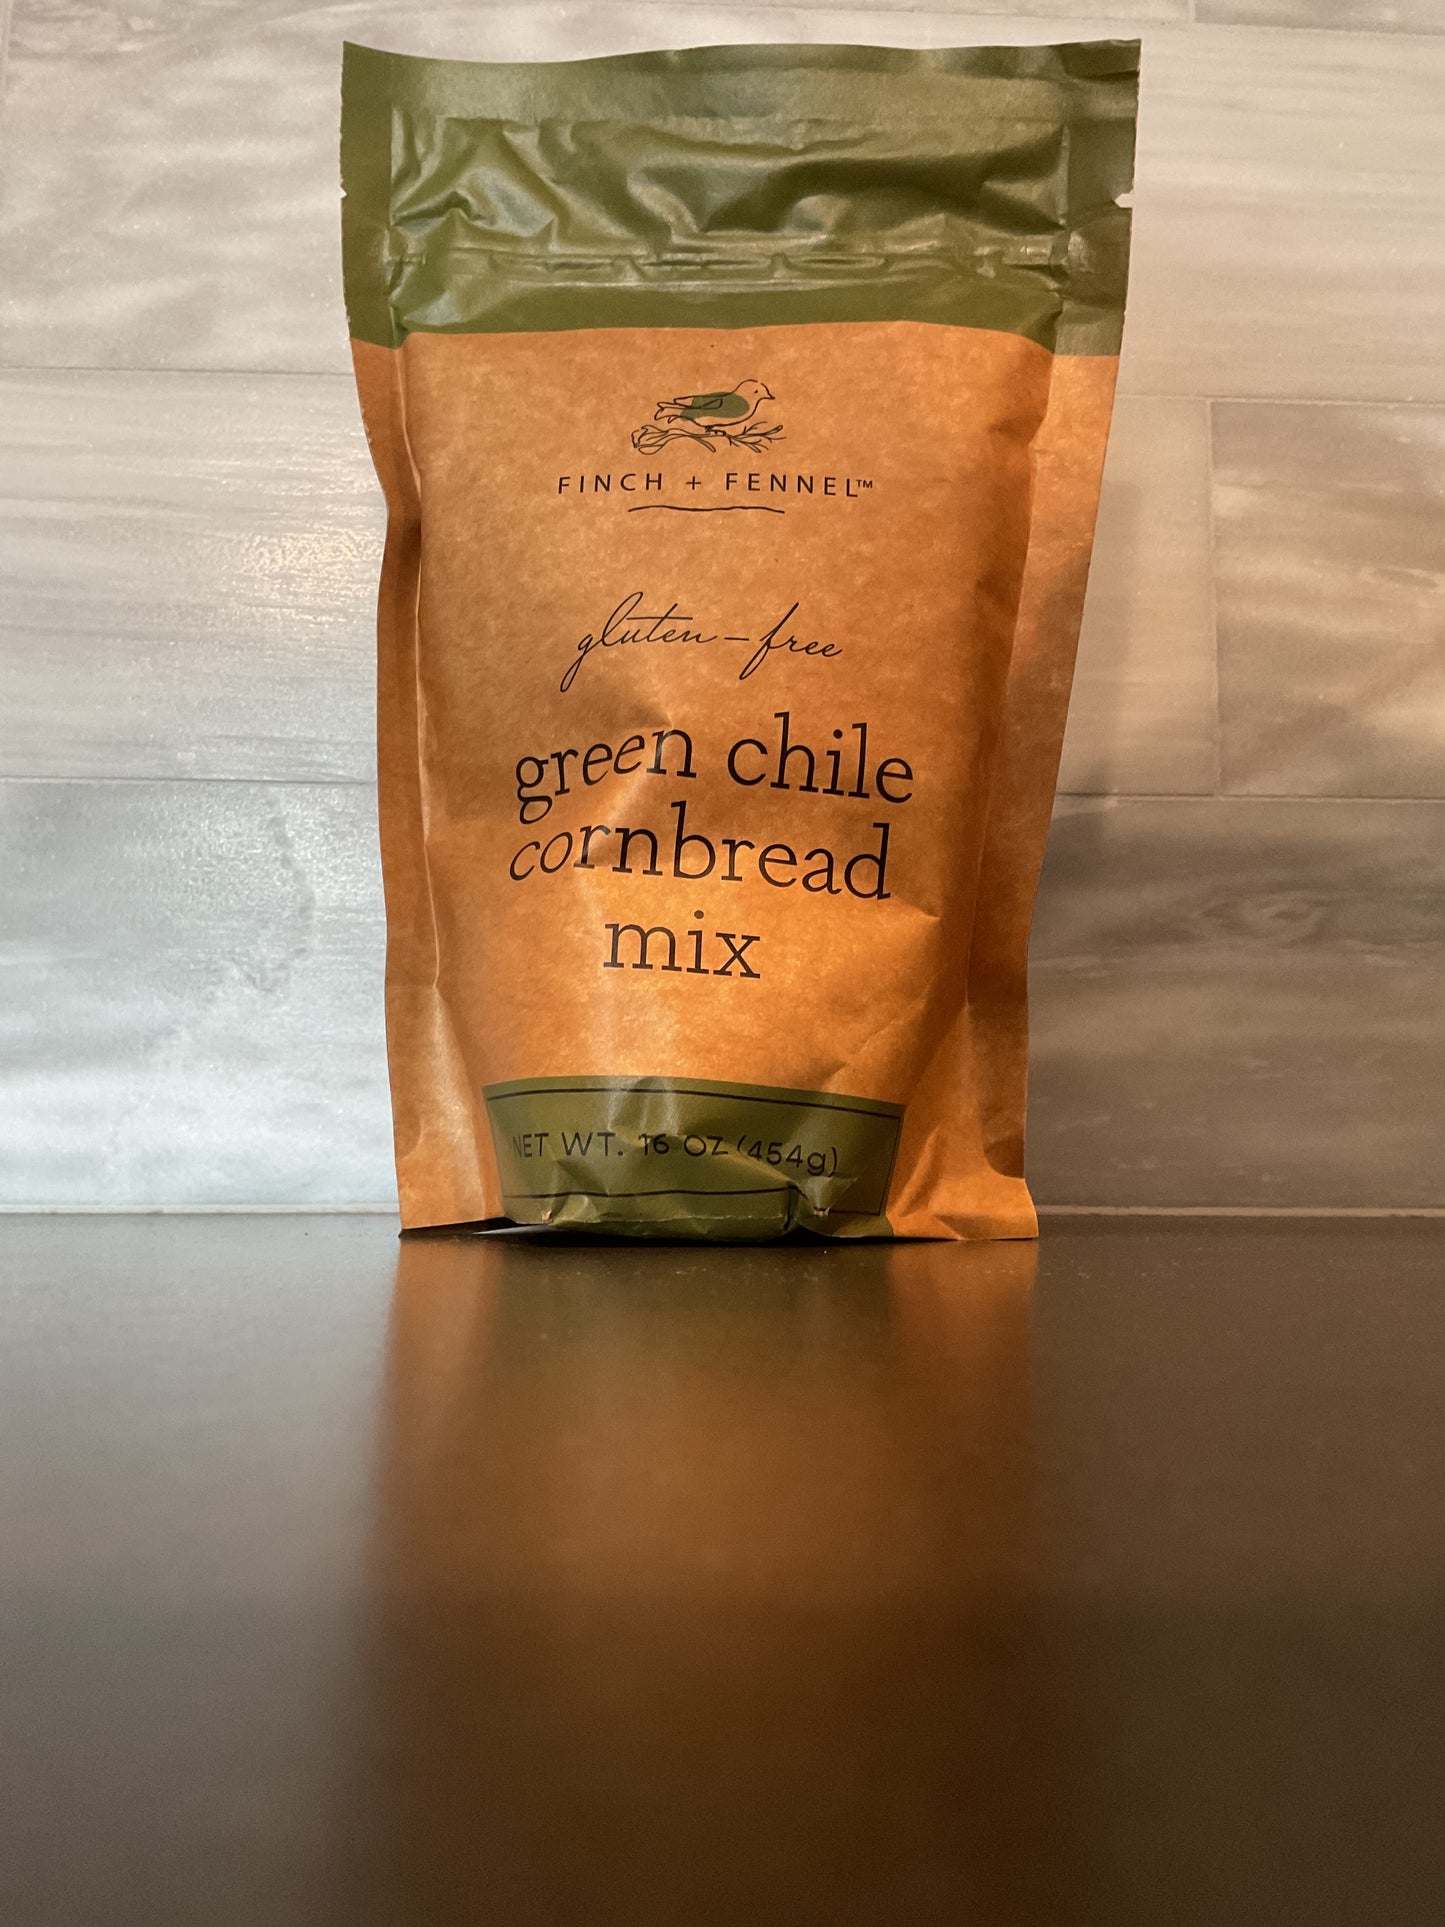 FINCH + FENNEL™
gluten-free
green chile
cornbread
mix
NET WT. 16 OZ (454g)